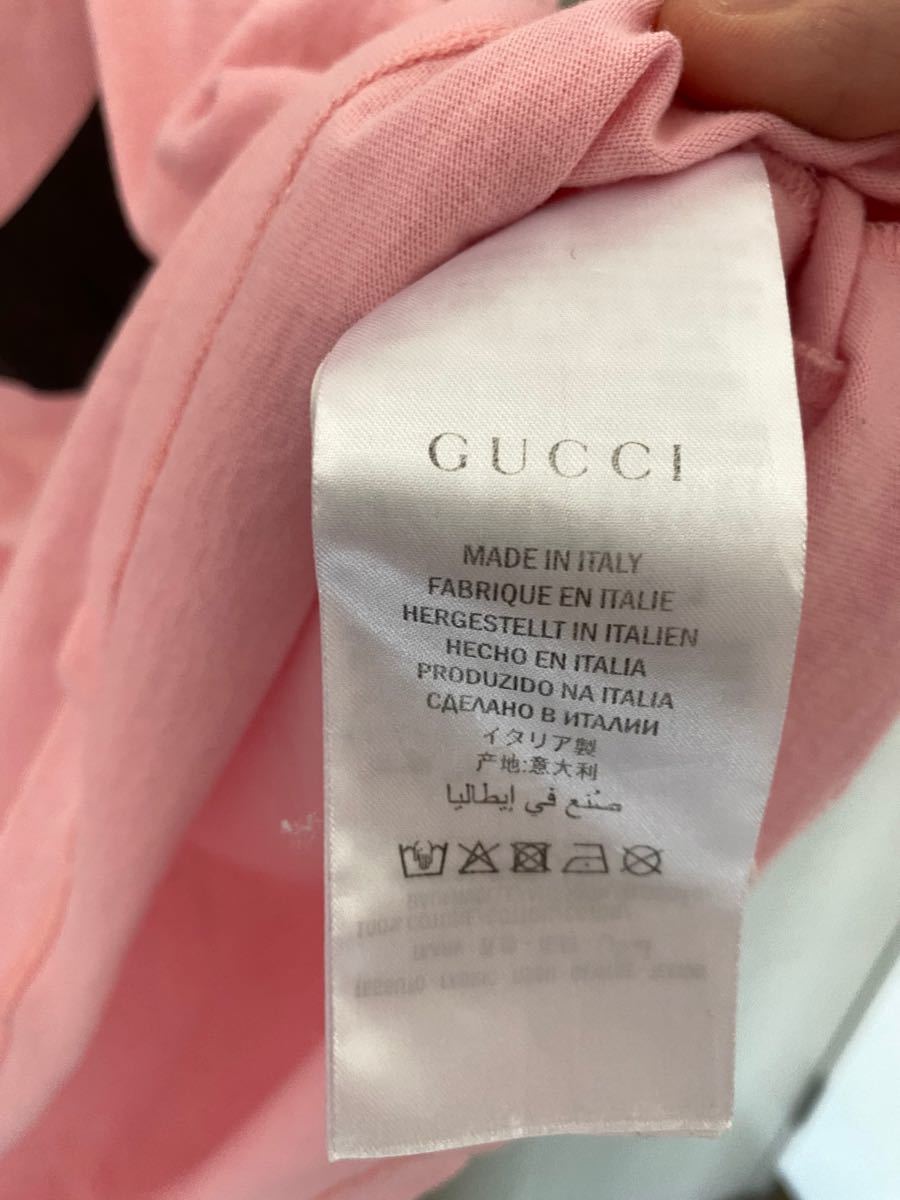 GUCCI
MADE IN ITALY
FABRIQUE EN ITALIE
HERGESTELLT IN ITALIEN
HECHO EN ITALIA
PRODUZIDO NA ITALIA
СДЕЛАНО В ИТАЛИИ
イタリア製
产地:意大利
صُنع في إيطاليا